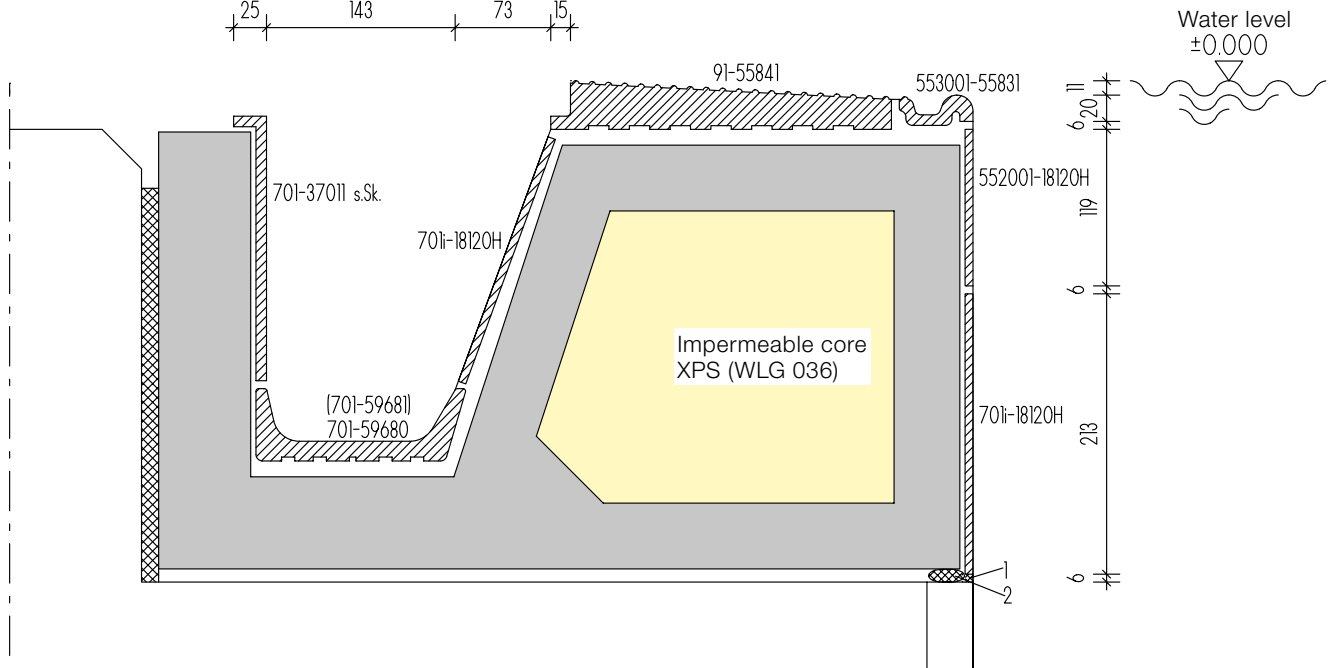 25 143 73 15
Water level
±0.000
91-55841
553001-55831
11
20
6
701-37011 s.Sk.
552001-18120H
119
701i-18120H
6
Impermeable core
XPS (WLG 036)
(701-59681)
701-59680
701i-18120H
213
1
6
2